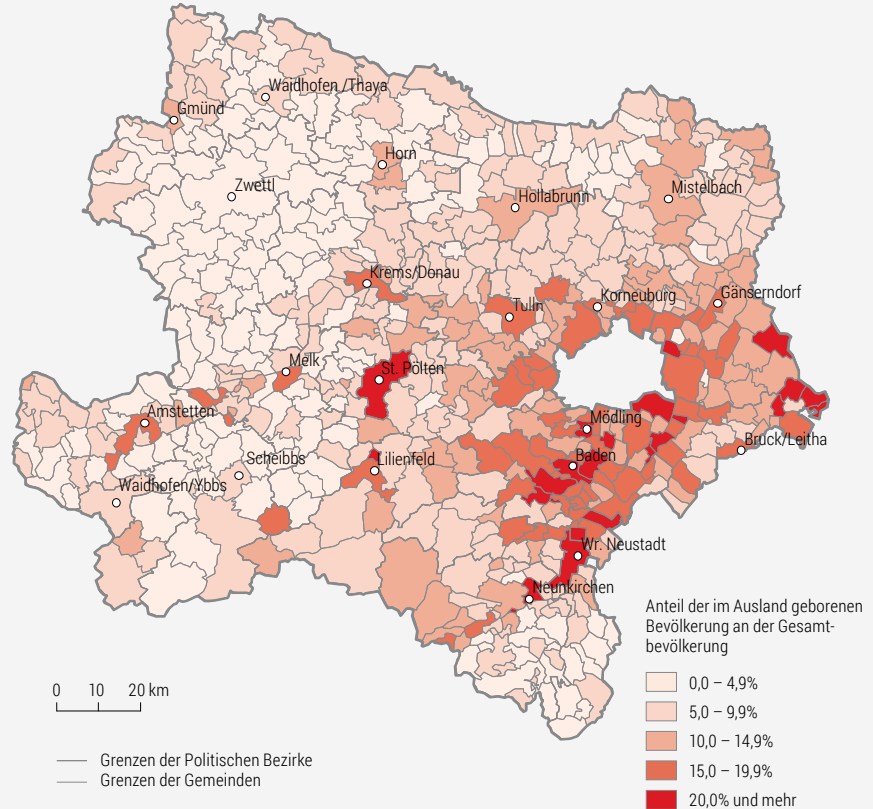 Waidhofen /Thaya
Gmünd
Horn
Zwettl
Hollabrunn
Mistelbach
Krems/Donau
Tulln
Korneuburg
Gänserndorf
Melk
St. Pölten
Amstetten
Mödling
Bruck/Leitha
Scheibbs
Lilienfeld
Baden
Waidhofen/Ybbs
Wr. Neustadt
Neunkirchen
Anteil der im Ausland geborenen
Bevölkerung an der Gesamt-
bevölkerung
0,0 – 4,9%
5,0 – 9,9%
10,0 – 14,9%
15,0 – 19,9%
20,0% und mehr
0 10 20 km
Grenzen der Politischen Bezirke
Grenzen der Gemeinden